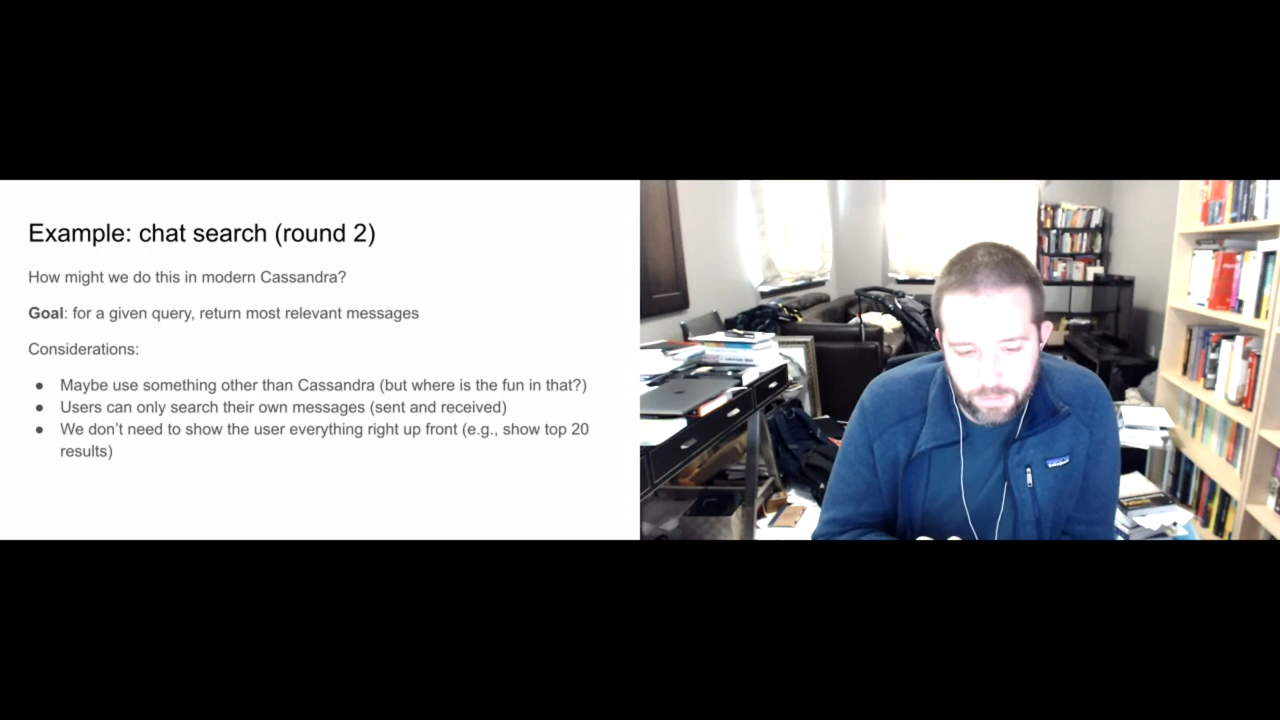 Example: chat search (round 2)
How might we do this in modern Cassandra?
Goal: for a given query, return most relevant messages
Considerations:
● Maybe use something other than Cassandra (but where is the fun in that?)
● Users can only search their own messages (sent and received)
● We don’t need to show the user everything right up front (e.g., show top 20
results)
patagonia